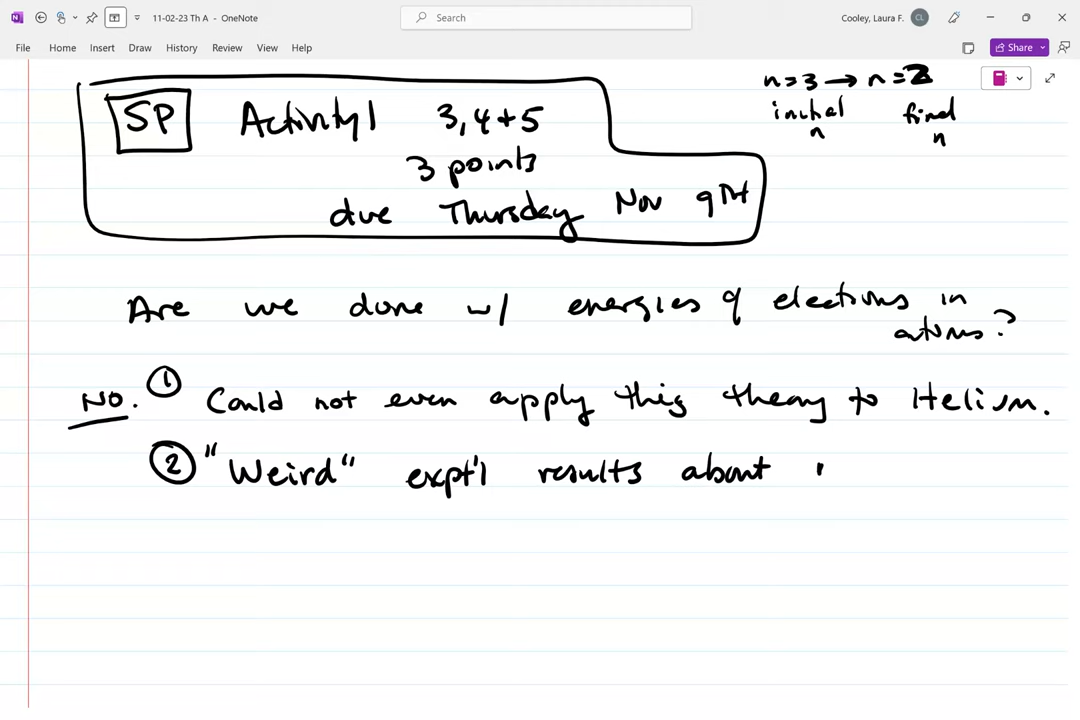 11-02-23 Th A - OneNote
Search
Cooley, Laura F.
CL
File Home Insert Draw History Review View Help
Share
n=3 → n=2
initial final
n n
SP Activity 1 3,4+5
3 points
due Thursday Nov 9th
Are we done w/ energies of electrons in
atoms?
NO. ① Could not even apply this theory to Helium.
② "Weird" expt'l results about